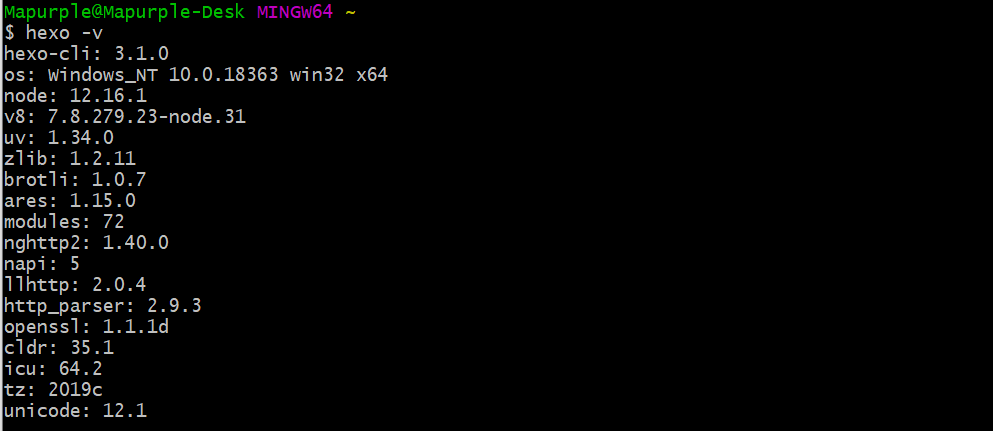 Mapurple@Mapurple-Desk MINGW64 ~
$ hexo -v
hexo-cli: 3.1.0
os: Windows_NT 10.0.18363 win32 x64
node: 12.16.1
v8: 7.8.279.23-node.31
uv: 1.34.0
zlib: 1.2.11
brotli: 1.0.7
ares: 1.15.0
modules: 72
nghttp2: 1.40.0
napi: 5
llhttp: 2.0.4
http_parser: 2.9.3
openssl: 1.1.1d
cldr: 35.1
icu: 64.2
tz: 2019c
unicode: 12.1